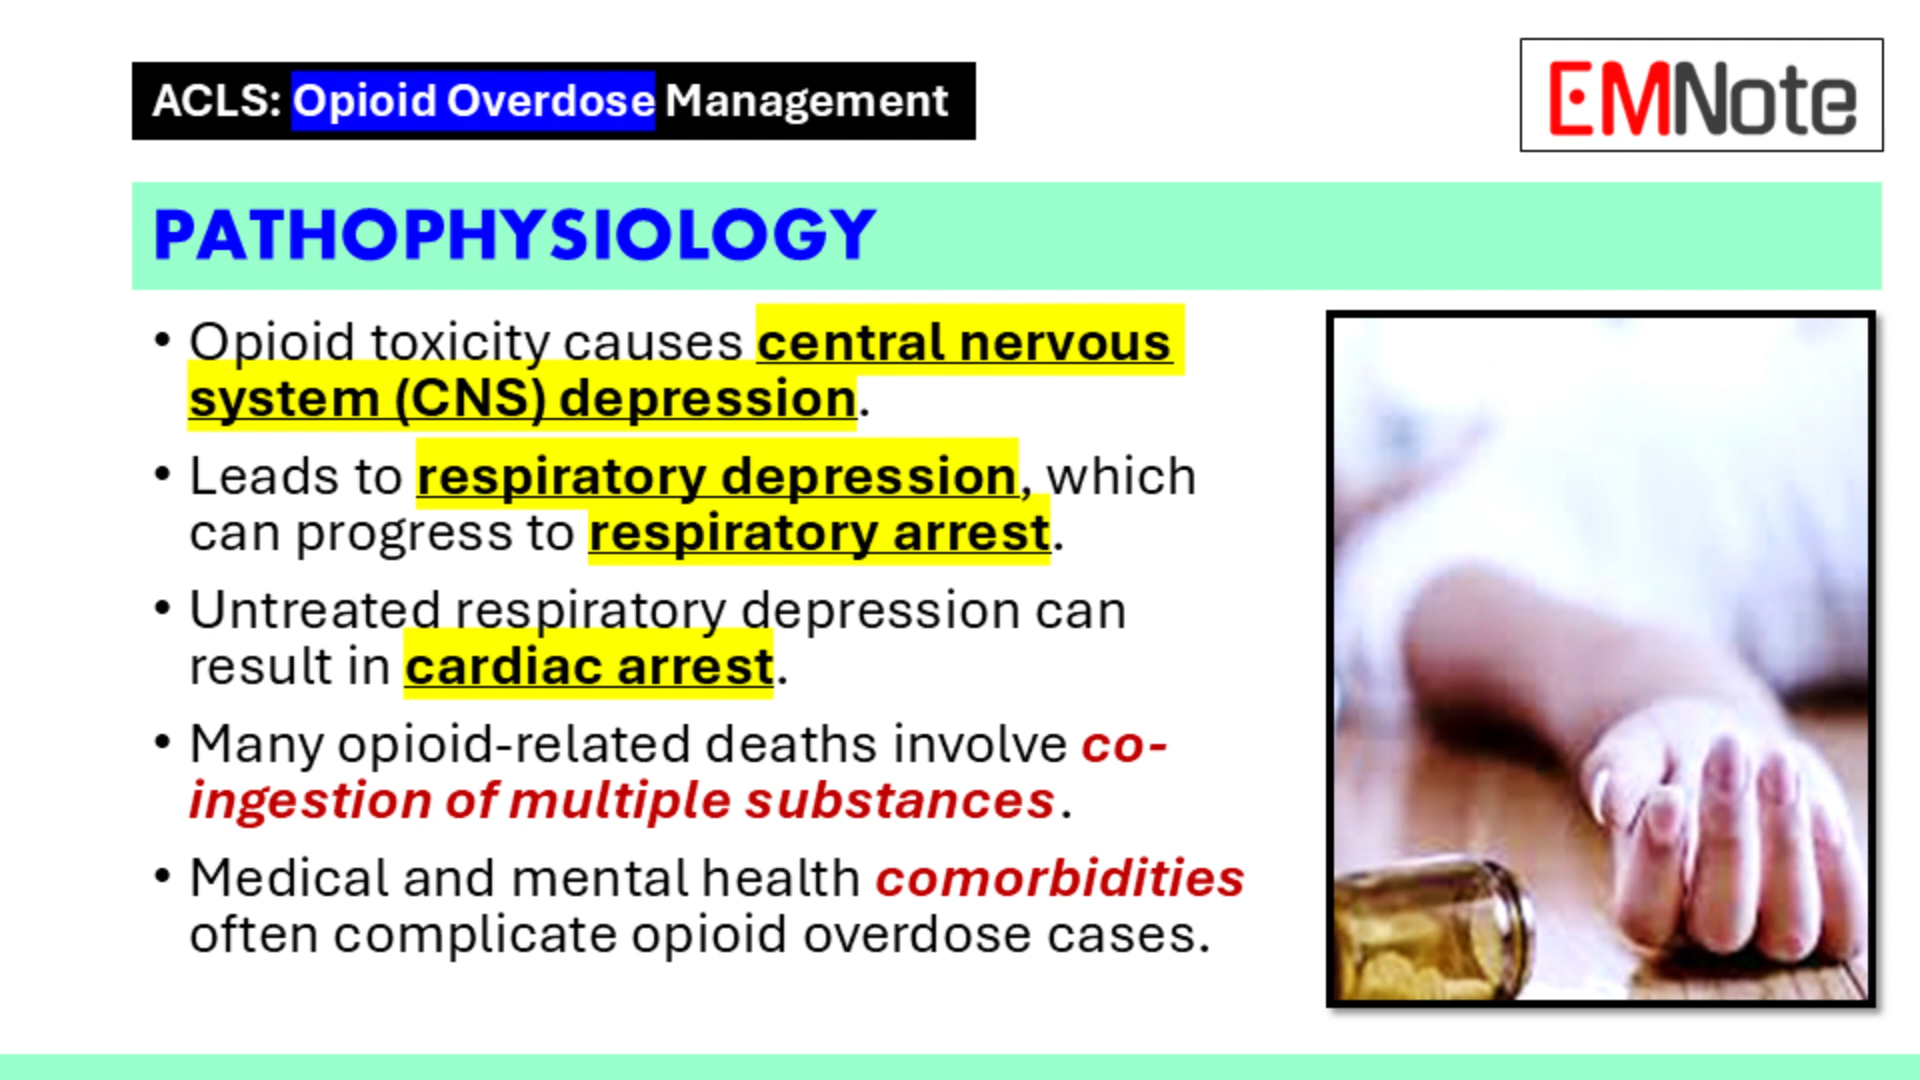 ACLS: Opioid Overdose Management
EMNote
PATHOPHYSIOLOGY
• Opioid toxicity causes central nervous
system (CNS) depression.
• Leads to respiratory depression, which
can progress to respiratory arrest.
• Untreated respiratory depression can
result in cardiac arrest.
• Many opioid-related deaths involve co-
ingestion of multiple substances.
• Medical and mental health comorbidities
often complicate opioid overdose cases.